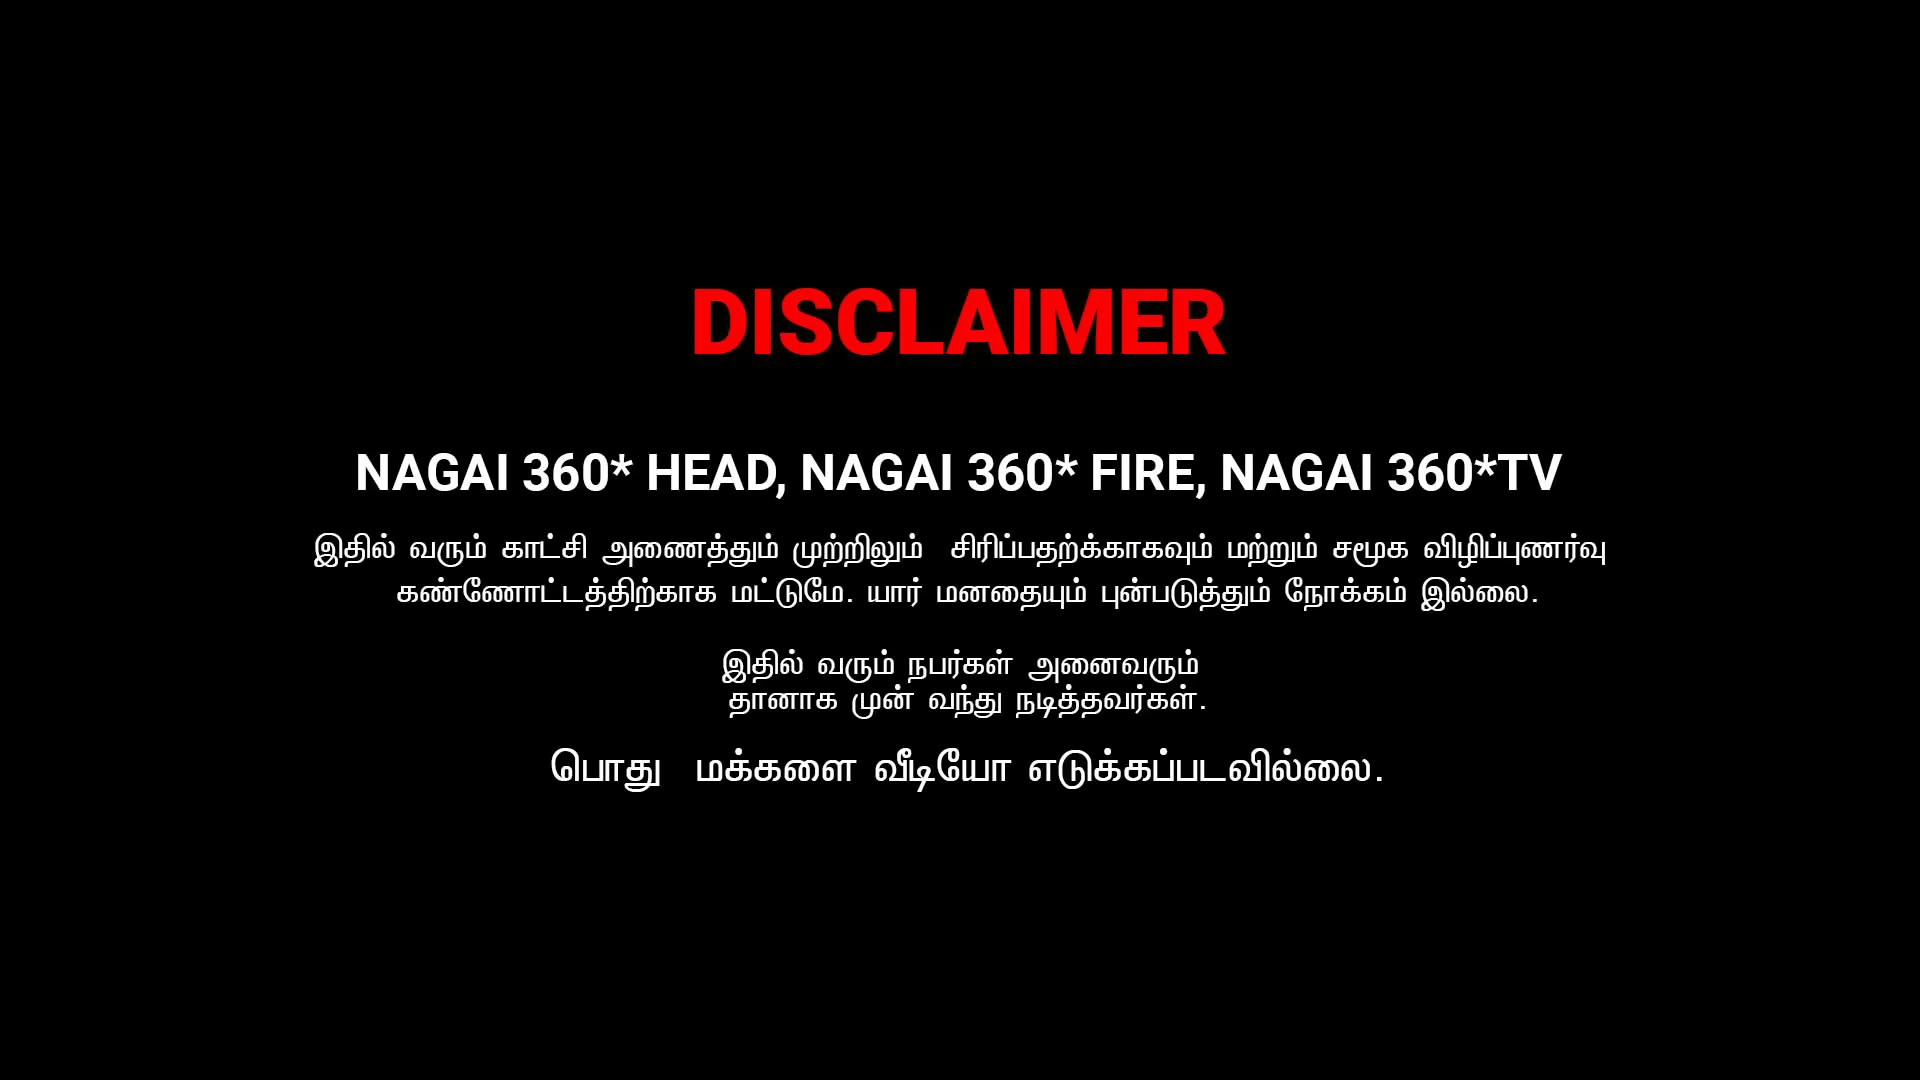 DISCLAIMER
NAGAI 360* HEAD, NAGAI 360* FIRE, NAGAI 360*TV
இதில் வரும் காட்சி அணைத்தும் முற்றிலும் சிரிப்பதற்க்காகவும் மற்றும் சமூக விழிப்புணர்வு
கண்ணோட்டத்திற்காக மட்டுமே. யார் மனதையும் புன்படுத்தும் நோக்கம் இல்லை.
இதில் வரும் நபர்கள் அனைவரும்
தானாக முன் வந்து நடித்தவர்கள்.
பொது மக்களை வீடியோ எடுக்கப்படவில்லை.